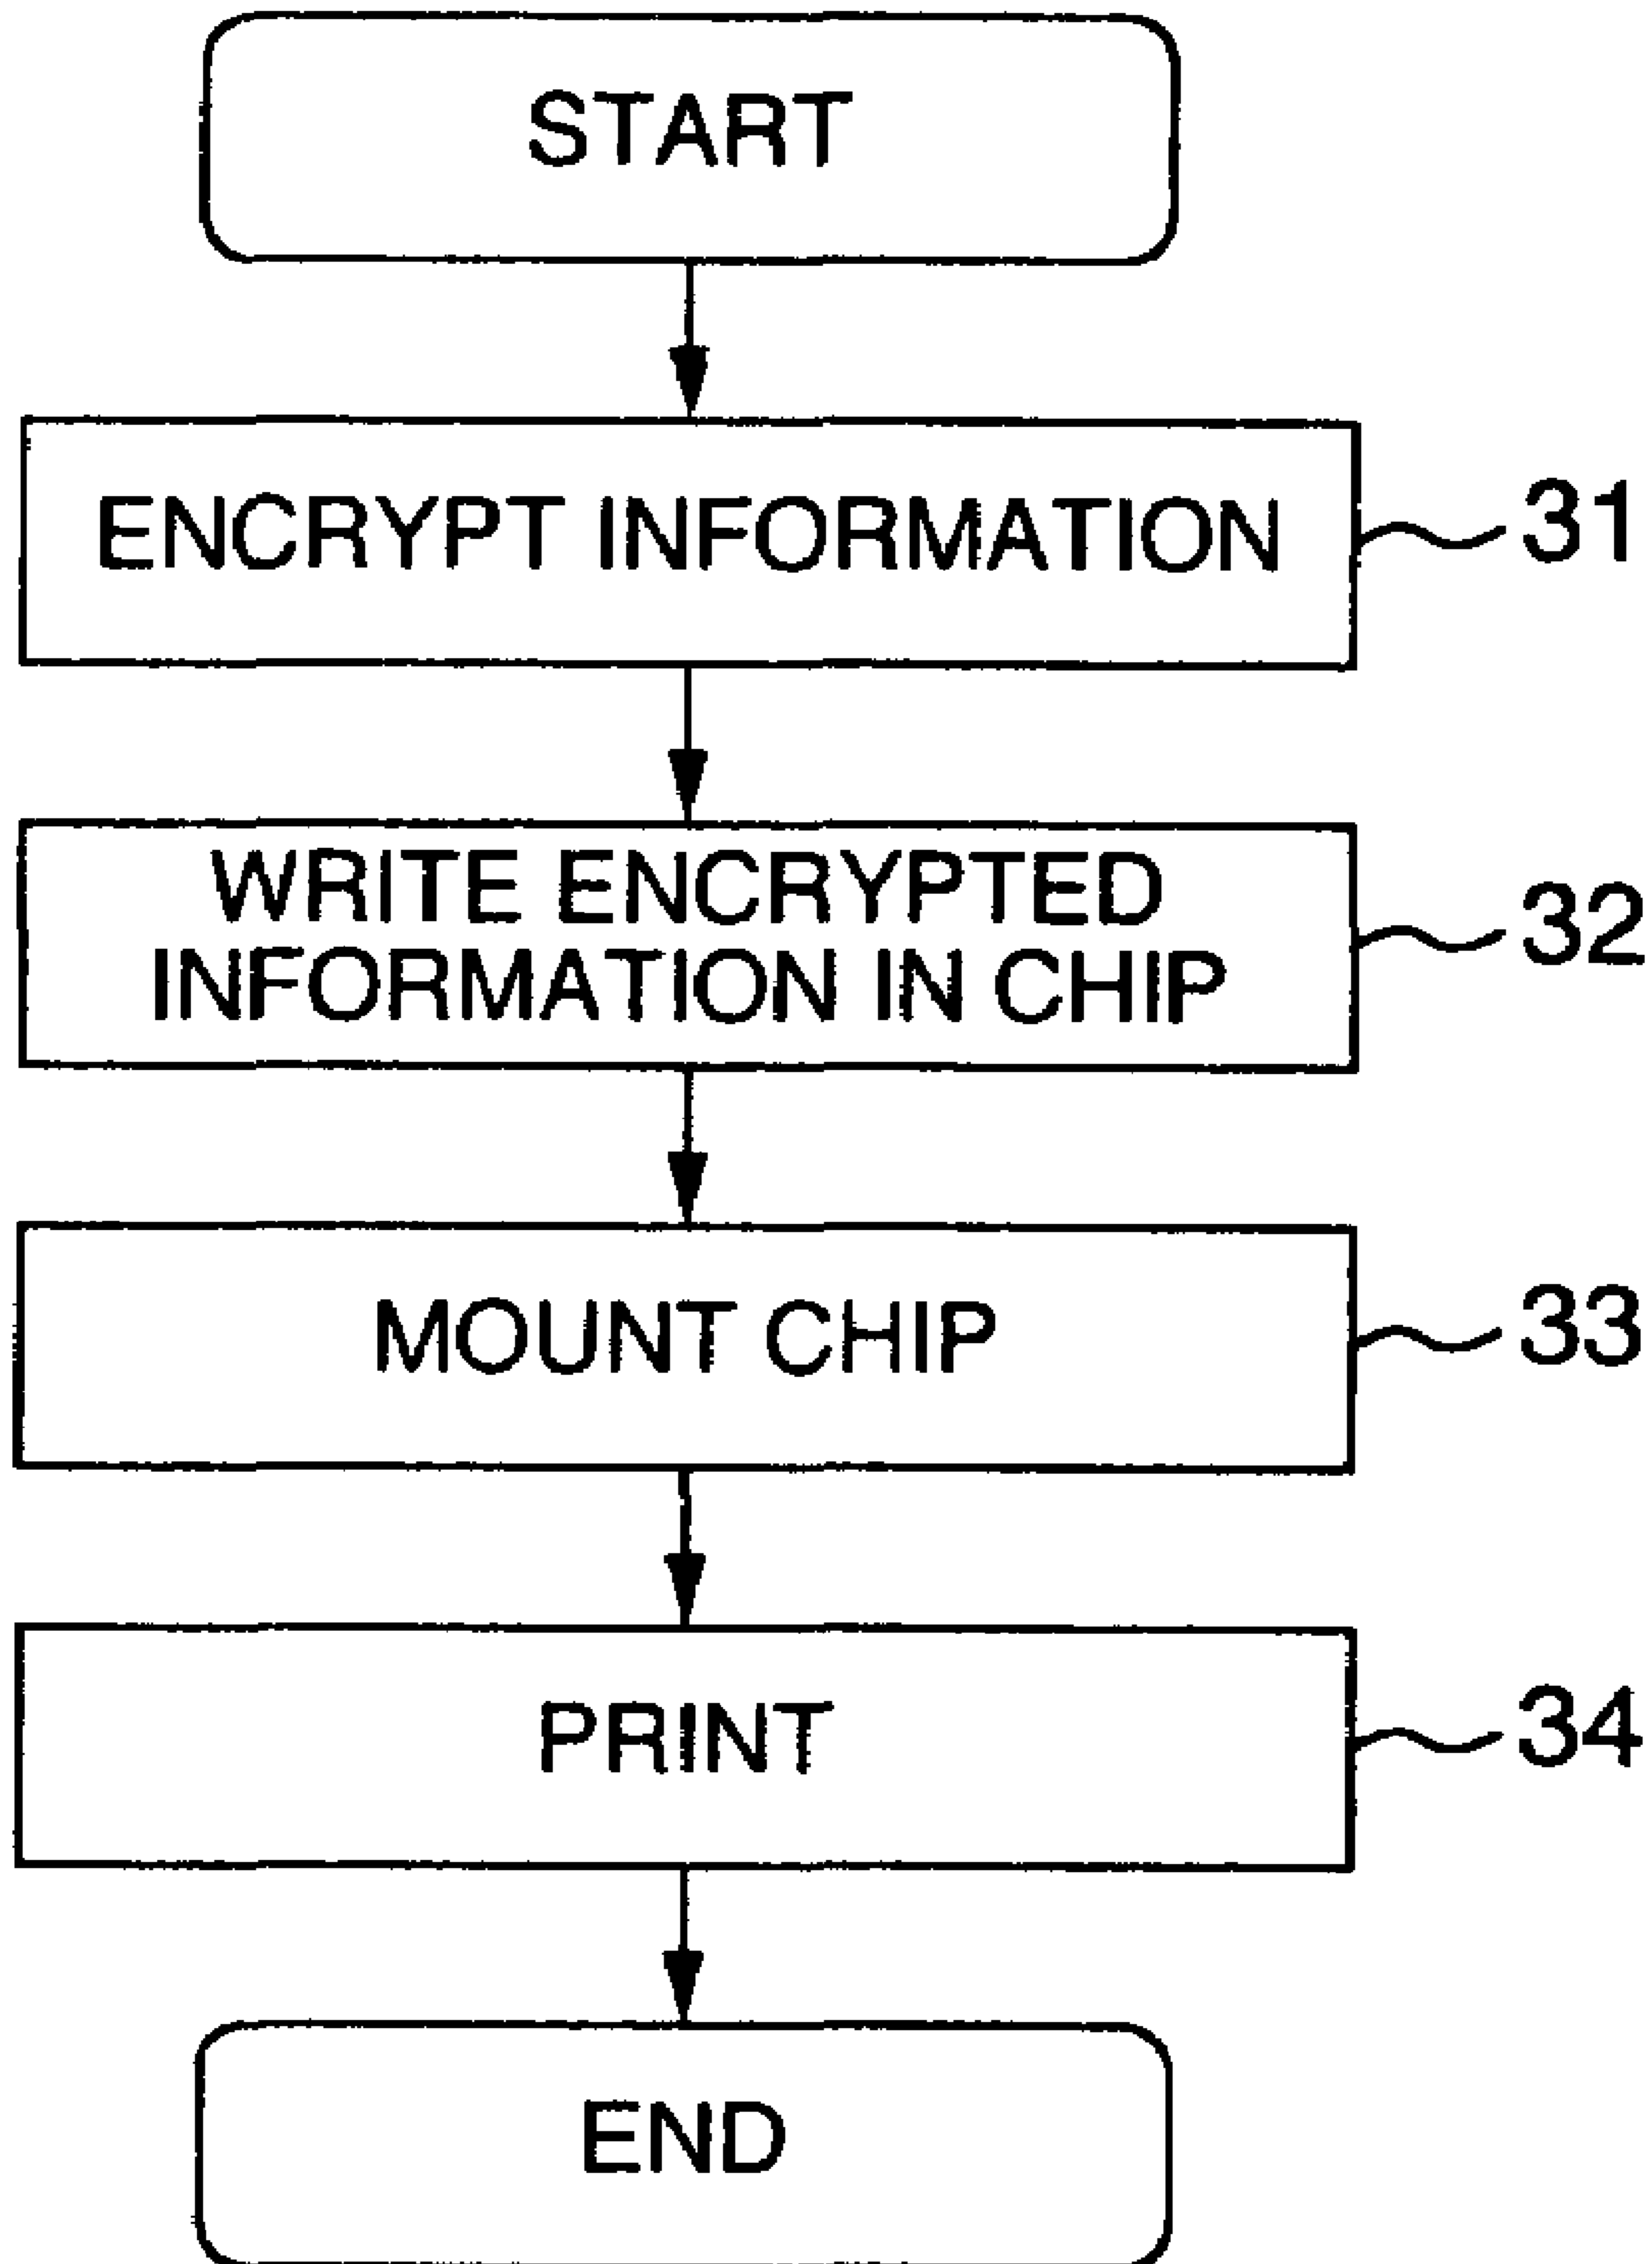 START
ENCRYPT INFORMATION
31
WRITE ENCRYPTED
INFORMATION IN CHIP
32
MOUNT CHIP
33
PRINT
34
END